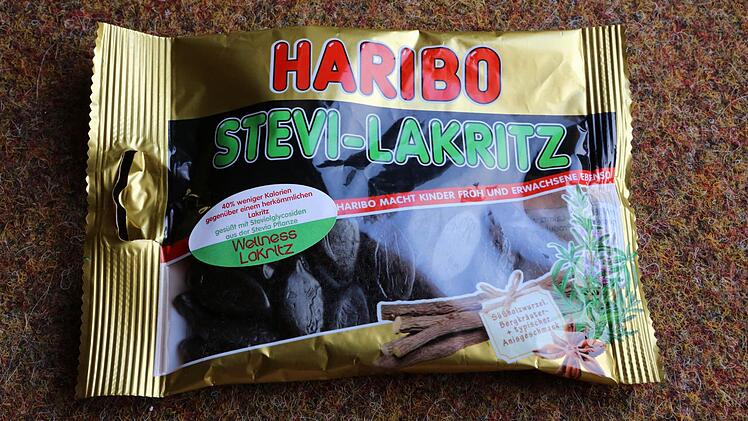 HARIBO
STEVI-LAKRITZ
HARIBO MACHT KINDER FROH UND ERWACHSENE EBENSO
40% weniger Kalorien
gegenüber einem herkömmlichen
Lakritz
gesüßt mit Steviolglycosiden
aus der Stevia Pflanze
Wellness
Lakritz
Süßholzwurzel,
Bergkräuter-
+ typischer
Anisgeschmack